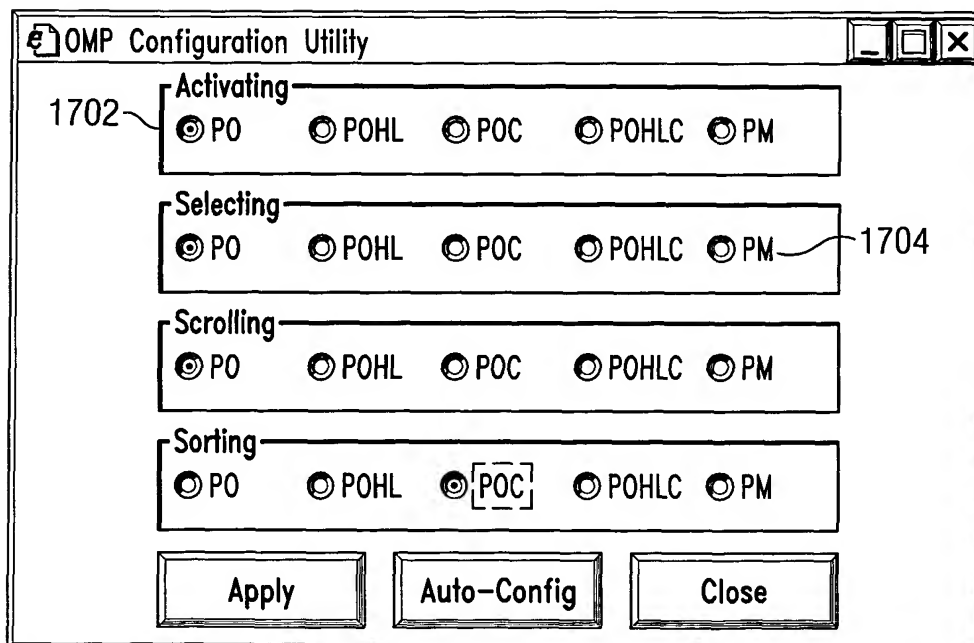 OMP Configuration Utility
Activating
1702
PO POHL POC POHLC PM
Selecting
PO POHL POC POHLC PM
1704
Scrolling
PO POHL POC POHLC PM
Sorting
PO POHL POC POHLC PM
Apply Auto-Config Close